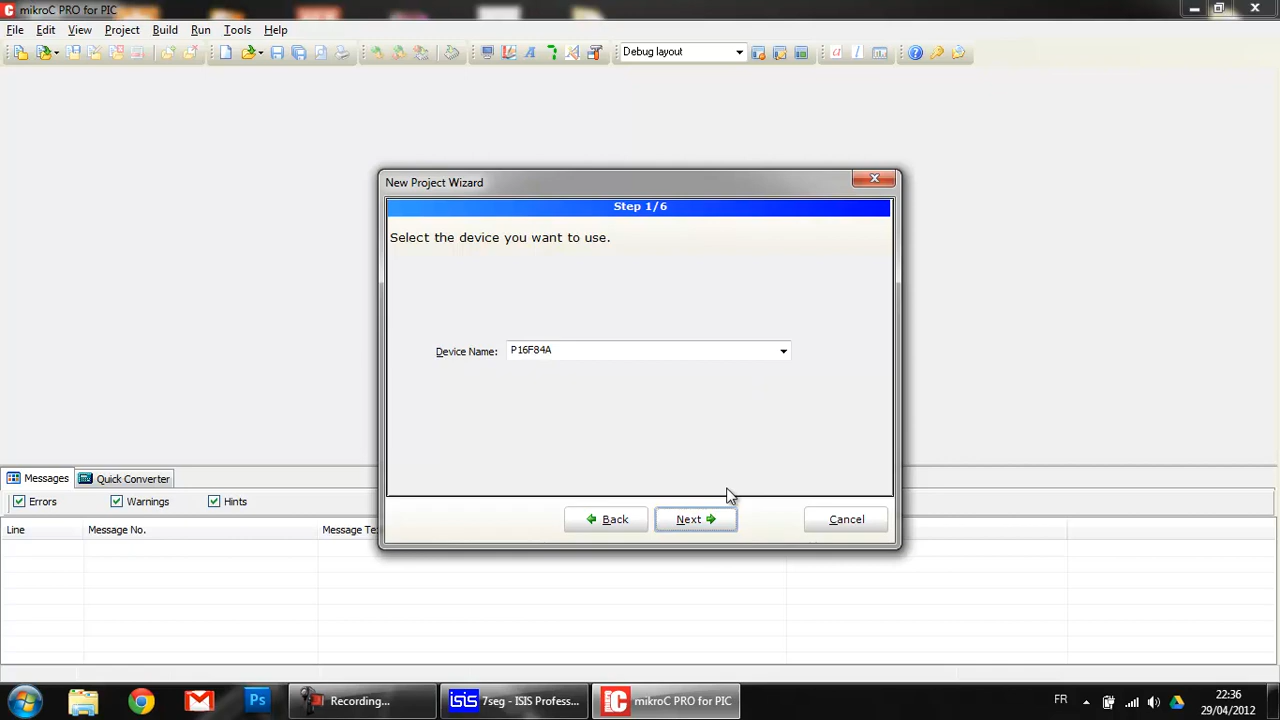 mikroC PRO for PIC
File Edit View Project Build Run Tools Help
Debug layout
New Project Wizard
Step 1/6
Select the device you want to use.
Device Name: P16F84A
Back Next Cancel
Messages Quick Converter
Errors Warnings Hints
Line Message No. Message Te
Recording... 7seg - ISIS Profess... mikroC PRO for PIC FR 22:36
29/04/2012